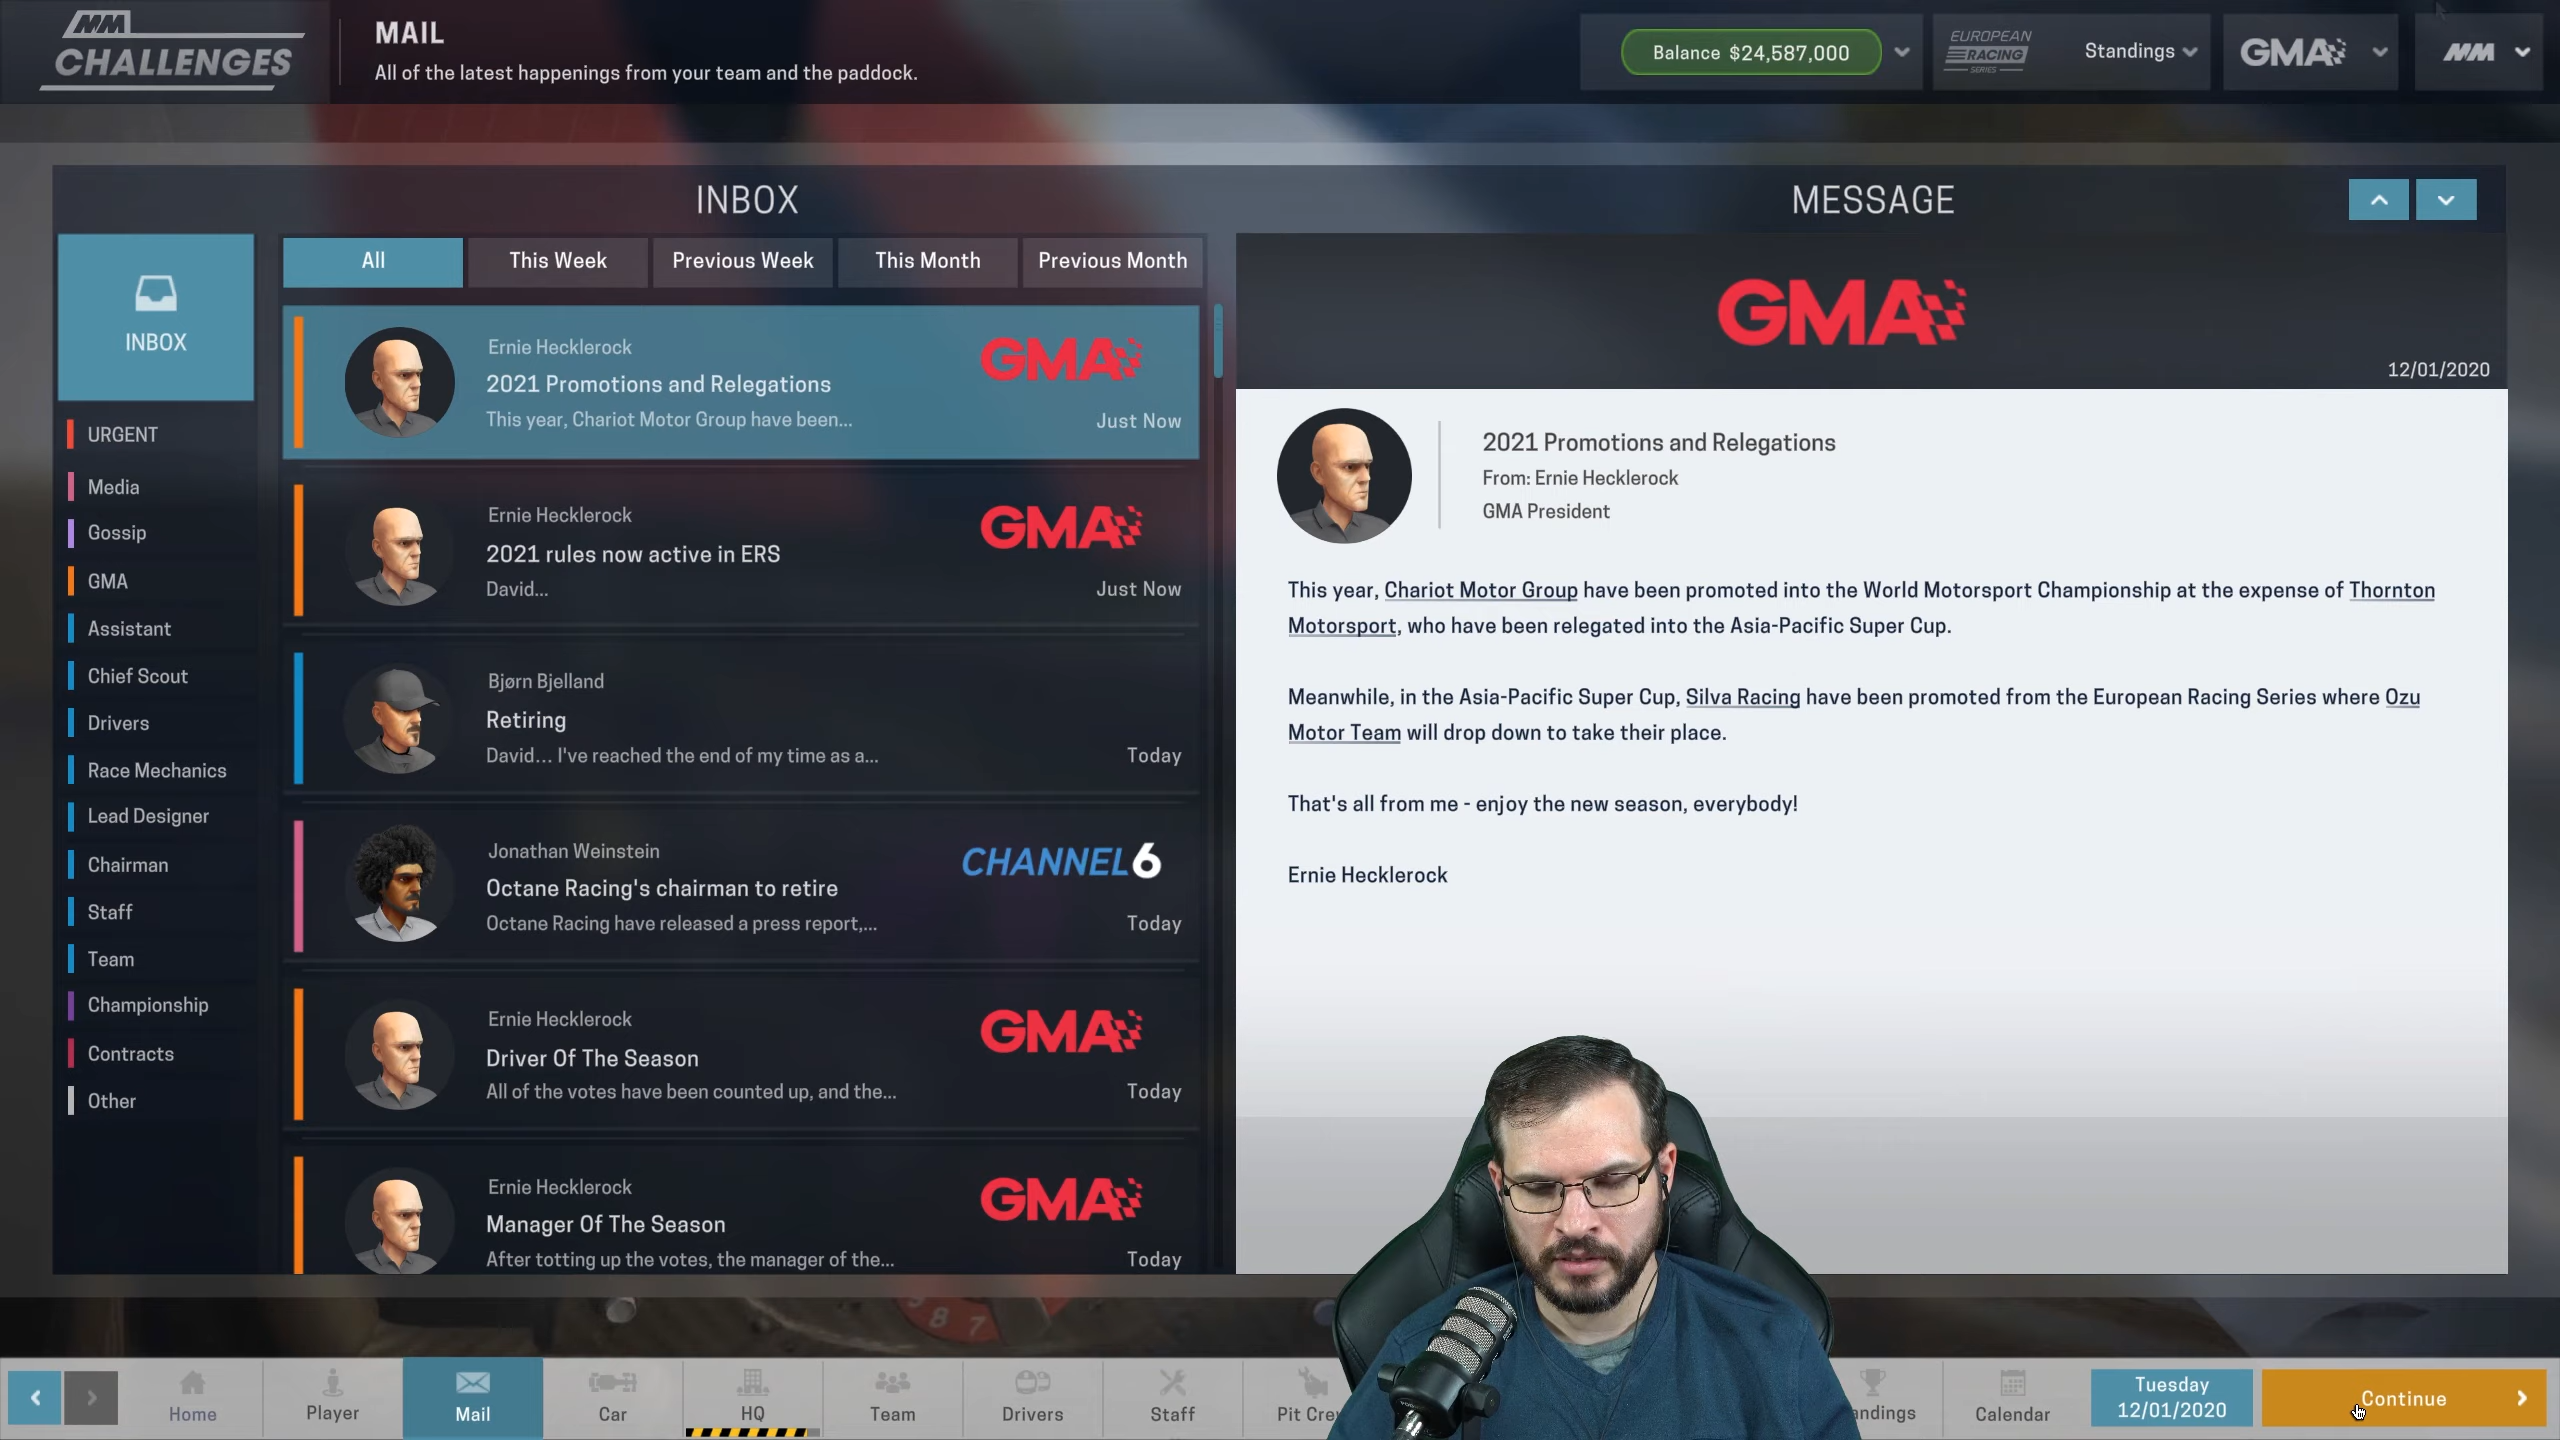 MM
CHALLENGES
MAIL
All of the latest happenings from your team and the paddock.
Balance $24,587,000
EUROPEAN
RACING
SERIES
Standings
GMA
MM
INBOX
MESSAGE
INBOX
URGENT
Media
Gossip
GMA
Assistant
Chief Scout
Drivers
Race Mechanics
Lead Designer
Chairman
Staff
Team
Championship
Contracts
Other
All
This Week
Previous Week
This Month
Previous Month
Ernie Hecklerock
2021 Promotions and Relegations
This year, Chariot Motor Group have been...
GMA
Just Now
Ernie Hecklerock
2021 rules now active in ERS
David...
GMA
Just Now
Bjørn Bjelland
Retiring
David... I've reached the end of my time as a...
Today
Jonathan Weinstein
Octane Racing's chairman to retire
Octane Racing have released a press report,...
CHANNEL6
Today
Ernie Hecklerock
Driver Of The Season
All of the votes have been counted up, and the...
GMA
Today
Ernie Hecklerock
Manager Of The Season
After totting up the votes, the manager of the...
GMA
Today
GMA
12/01/2020
2021 Promotions and Relegations
From: Ernie Hecklerock
GMA President
This year, Chariot Motor Group have been promoted into the World Motorsport Championship at the expense of Thornton
Motorsport, who have been relegated into the Asia-Pacific Super Cup.
Meanwhile, in the Asia-Pacific Super Cup, Silva Racing have been promoted from the European Racing Series where Ozu
Motor Team will drop down to take their place.
That's all from me - enjoy the new season, everybody!
Ernie Hecklerock
8 7
Home
Player
Mail
Car
HQ
Team
Drivers
Staff
Pit Cre
andings
Calendar
Tuesday
12/01/2020
Continue